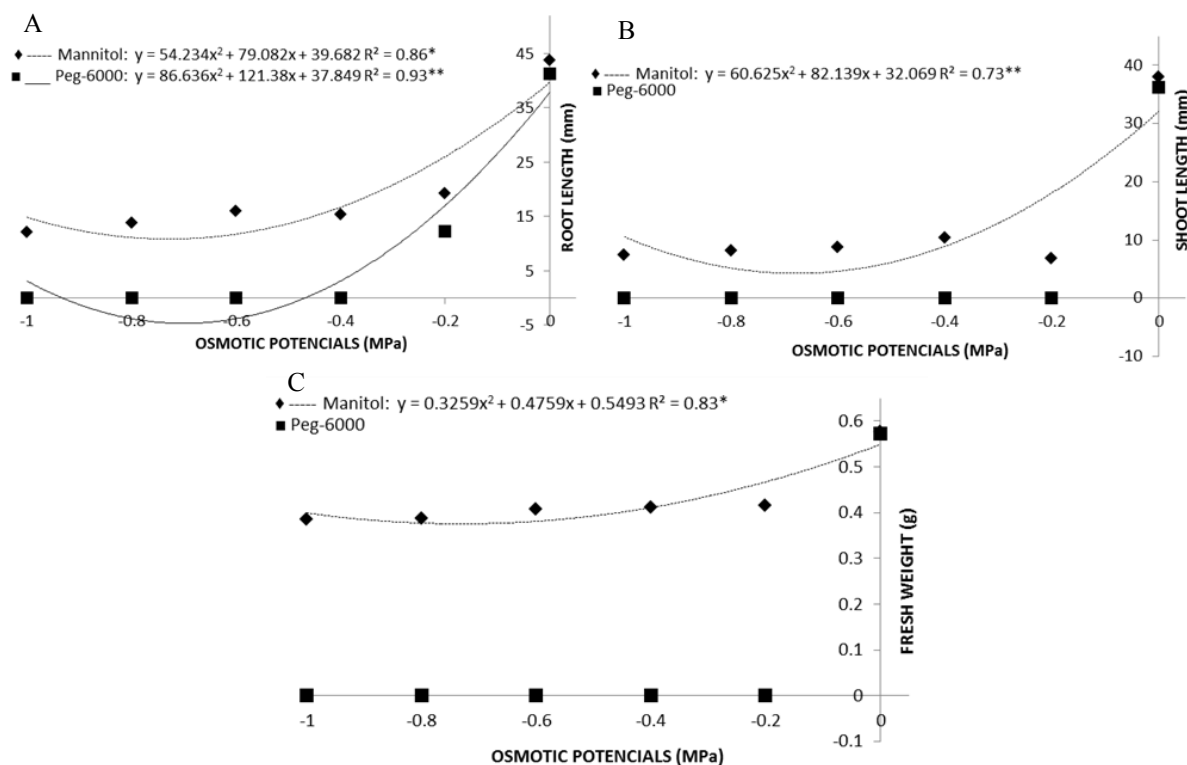 A
Mannitol: y = 54.234x² + 79.082x + 39.682 R² = 0.86*
Peg-6000: y = 86.636x² + 121.38x + 37.849 R² = 0.93**
45
35
25
15
5
-5
ROOT LENGTH (mm)
-1 -0.8 -0.6 -0.4 -0.2 0
OSMOTIC POTENCIALS (MPa)
B
Manitol: y = 60.625x² + 82.139x + 32.069 R² = 0.73**
Peg-6000
40
30
20
10
0
-10
SHOOT LENGTH (mm)
-1 -0.8 -0.6 -0.4 -0.2 0
OSMOTIC POTENCIALS (MPa)
C
Manitol: y = 0.3259x² + 0.4759x + 0.5493 R² = 0.83*
Peg-6000
0.6
0.5
0.4
0.3
0.2
0.1
0
-0.1
FRESH WEIGHT (g)
-1 -0.8 -0.6 -0.4 -0.2 0
OSMOTIC POTENCIALS (MPa)